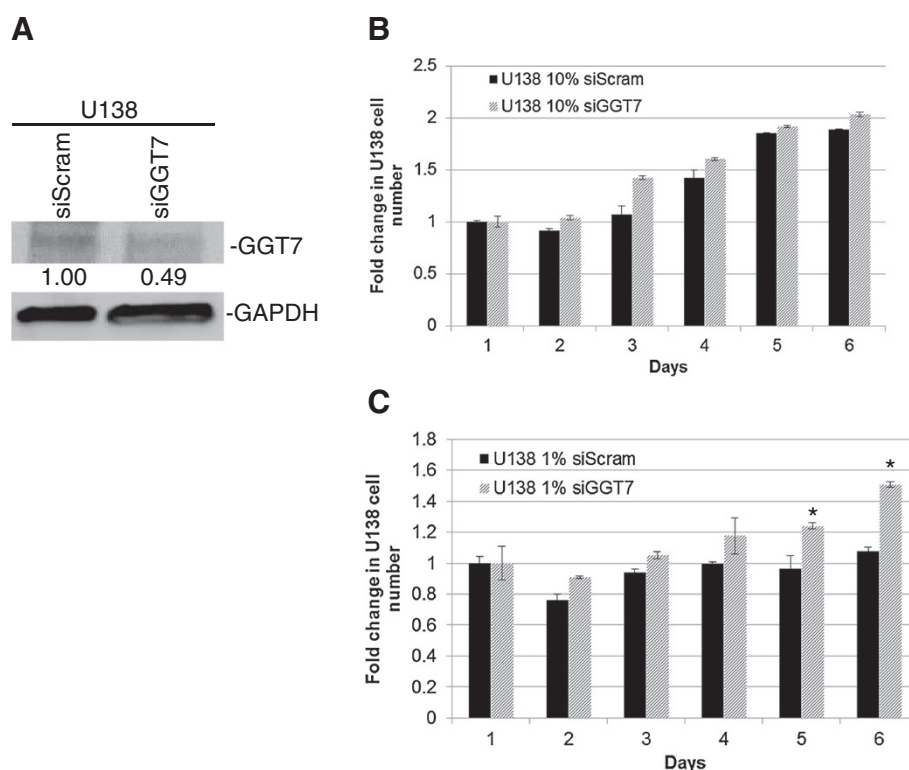 A
U138
siScram
siGGT7
-GGT7
1.00 0.49
-GAPDH
B
2.5
2
1.5
1
0.5
0
Fold change in U138 cell
number
U138 10% siScram
U138 10% siGGT7
1 2 3 4 5 6
Days
C
1.8
1.6
1.4
1.2
1
0.8
0.6
0.4
0.2
0
Fold change in U138 cell
number
U138 1% siScram
U138 1% siGGT7
*
*
1 2 3 4 5 6
Days